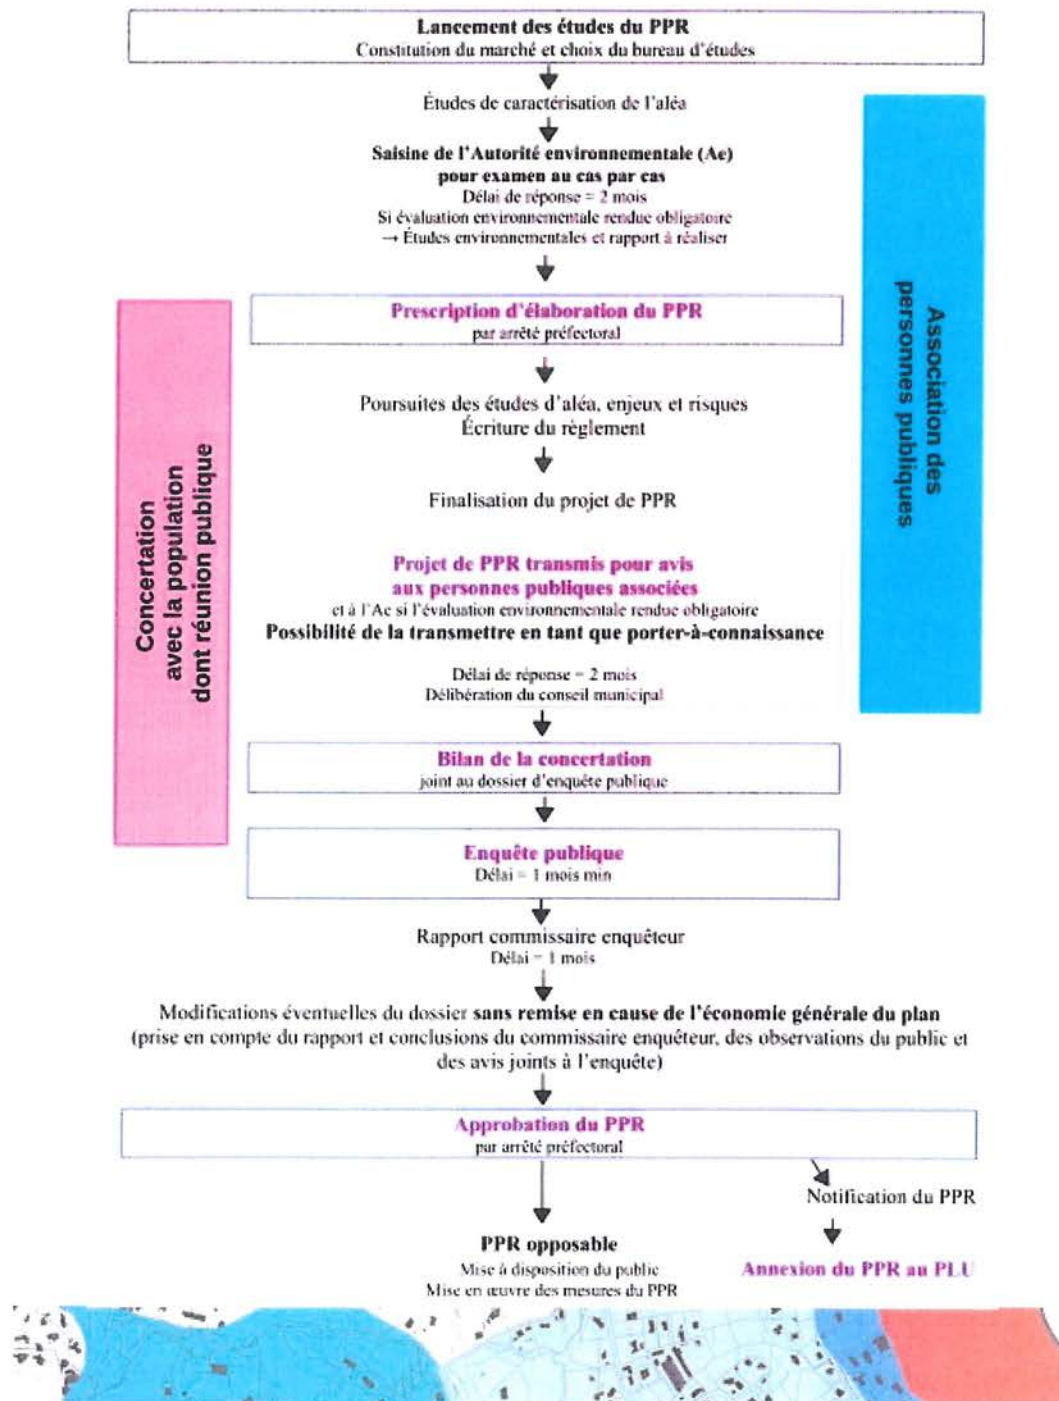 Lancement des études du PPR
Constitution du marché et choix du bureau d'études
Études de caractérisation de l'aléa
Saisine de l'Autorité environnementale (Ae)
pour examen au cas par cas
Délai de réponse = 2 mois
Si évaluation environnementale rendue obligatoire
→ Études environnementales et rapport à réaliser
Association des
personnes publiques
Prescription d'élaboration du PPR
par arrêté préfectoral
Concertation
avec la population
dont réunion publique
Poursuites des études d'aléa, enjeux et risques
Écriture du règlement
Finalisation du projet de PPR
Projet de PPR transmis pour avis
aux personnes publiques associées
et à l'Ae si l'évaluation environnementale rendue obligatoire
Possibilité de la transmettre en tant que porter-à-connaissance
Délai de réponse = 2 mois
Délibération du conseil municipal
Bilan de la concertation
joint au dossier d'enquête publique
Enquête publique
Délai = 1 mois min
Rapport commissaire enquêteur
Délai = 1 mois
Modifications éventuelles du dossier sans remise en cause de l'économie générale du plan
(prise en compte du rapport et conclusions du commissaire enquêteur, des observations du public et
des avis joints à l'enquête)
Approbation du PPR
par arrêté préfectoral
Notification du PPR
PPR opposable
Mise à disposition du public
Mise en œuvre des mesures du PPR
Annexion du PPR au PLU